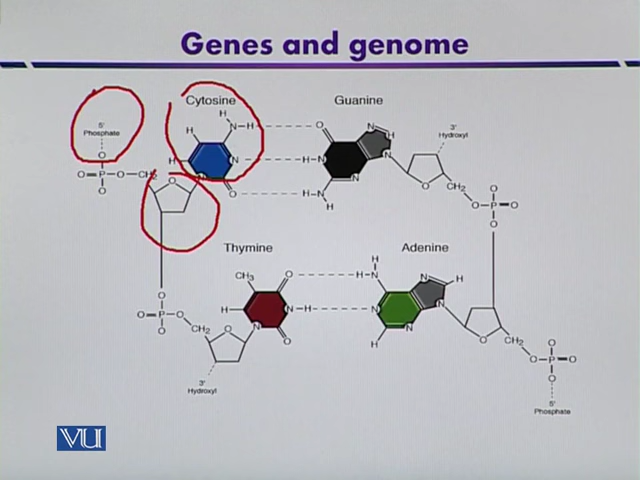 Genes and genome
Cytosine
Guanine
5'
Phosphate
3'
Hydroxyl
H
H
N
H
O
N
H
H
N
H
N
N
O
H
N
H
N
N
O
O
P
O
CH₂
O
O
O
CH₂
O
P
O
O
Thymine
Adenine
CH₃
O
H
N
H
N
H
H
N
H
N
O
N
N
H
N
N
O
O
P
O
O
CH₂
O
O
CH₂
O
O
P
O
O
3'
Hydroxyl
5'
Phosphate
VU